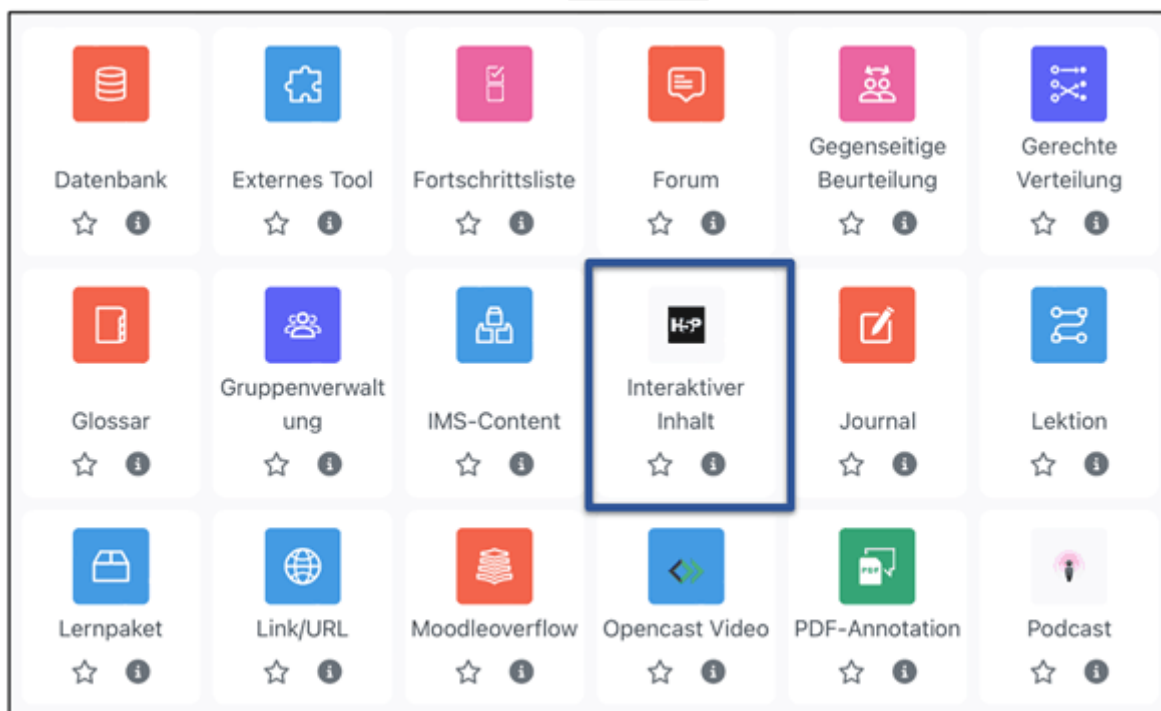 Datenbank
Externes Tool
Fortschrittsliste
Forum
Gegenseitige
Beurteilung
Gerechte
Verteilung
Glossar
Gruppenverwalt
ung
IMS-Content
H5P
Interaktiver
Inhalt
Journal
Lektion
Lernpaket
Link/URL
Moodleoverflow
Opencast Video
PDF
PDF-Annotation
Podcast